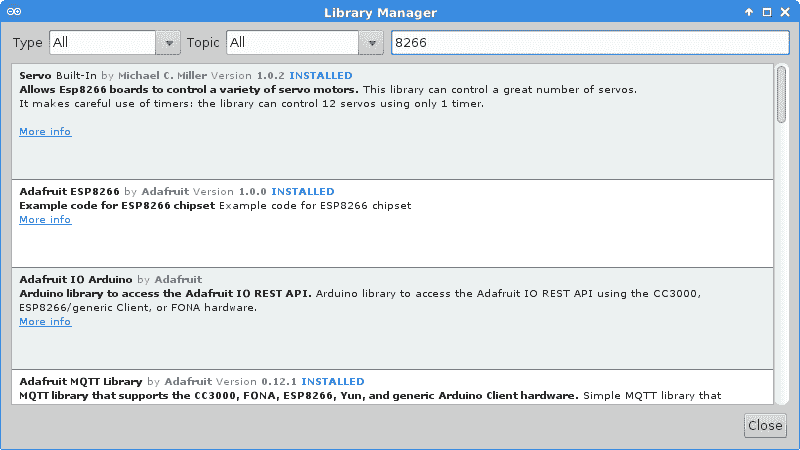 Library Manager
Type All Topic All 8266
Servo Built-In by Michael C. Miller Version 1.0.2 INSTALLED
Allows Esp8266 boards to control a variety of servo motors. This library can control a great number of servos.
It makes careful use of timers: the library can control 12 servos using only 1 timer.
More info
Adafruit ESP8266 by Adafruit Version 1.0.0 INSTALLED
Example code for ESP8266 chipset Example code for ESP8266 chipset
More info
Adafruit IO Arduino by Adafruit
Arduino library to access the Adafruit IO REST API. Arduino library to access the Adafruit IO REST API using the CC3000,
ESP8266/generic Client, or FONA hardware.
More info
Adafruit MQTT Library by Adafruit Version 0.12.1 INSTALLED
MQTT library that supports the CC3000, FONA, ESP8266, Yun, and generic Arduino Client hardware. Simple MQTT library that
Close